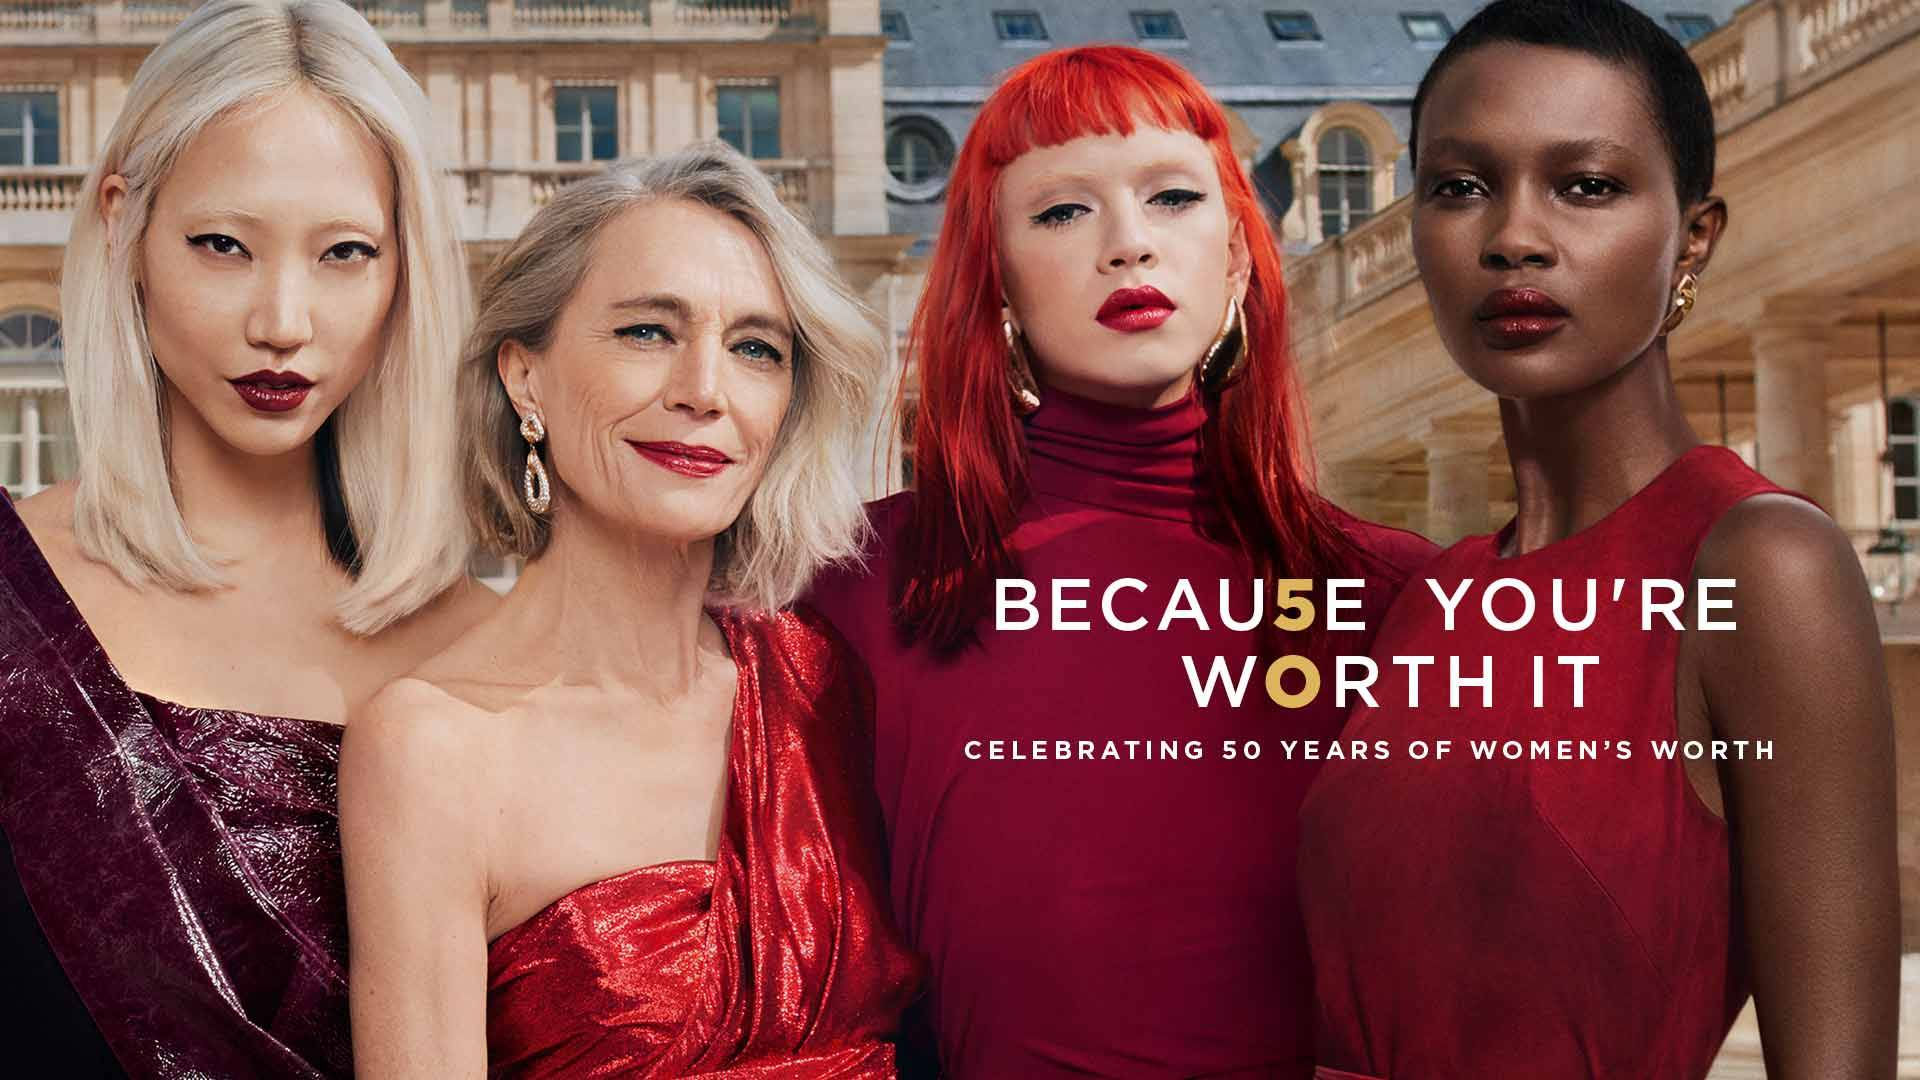 BECAU5E YOU'RE
WORTH IT
CELEBRATING 50 YEARS OF WOMEN’S WORTH